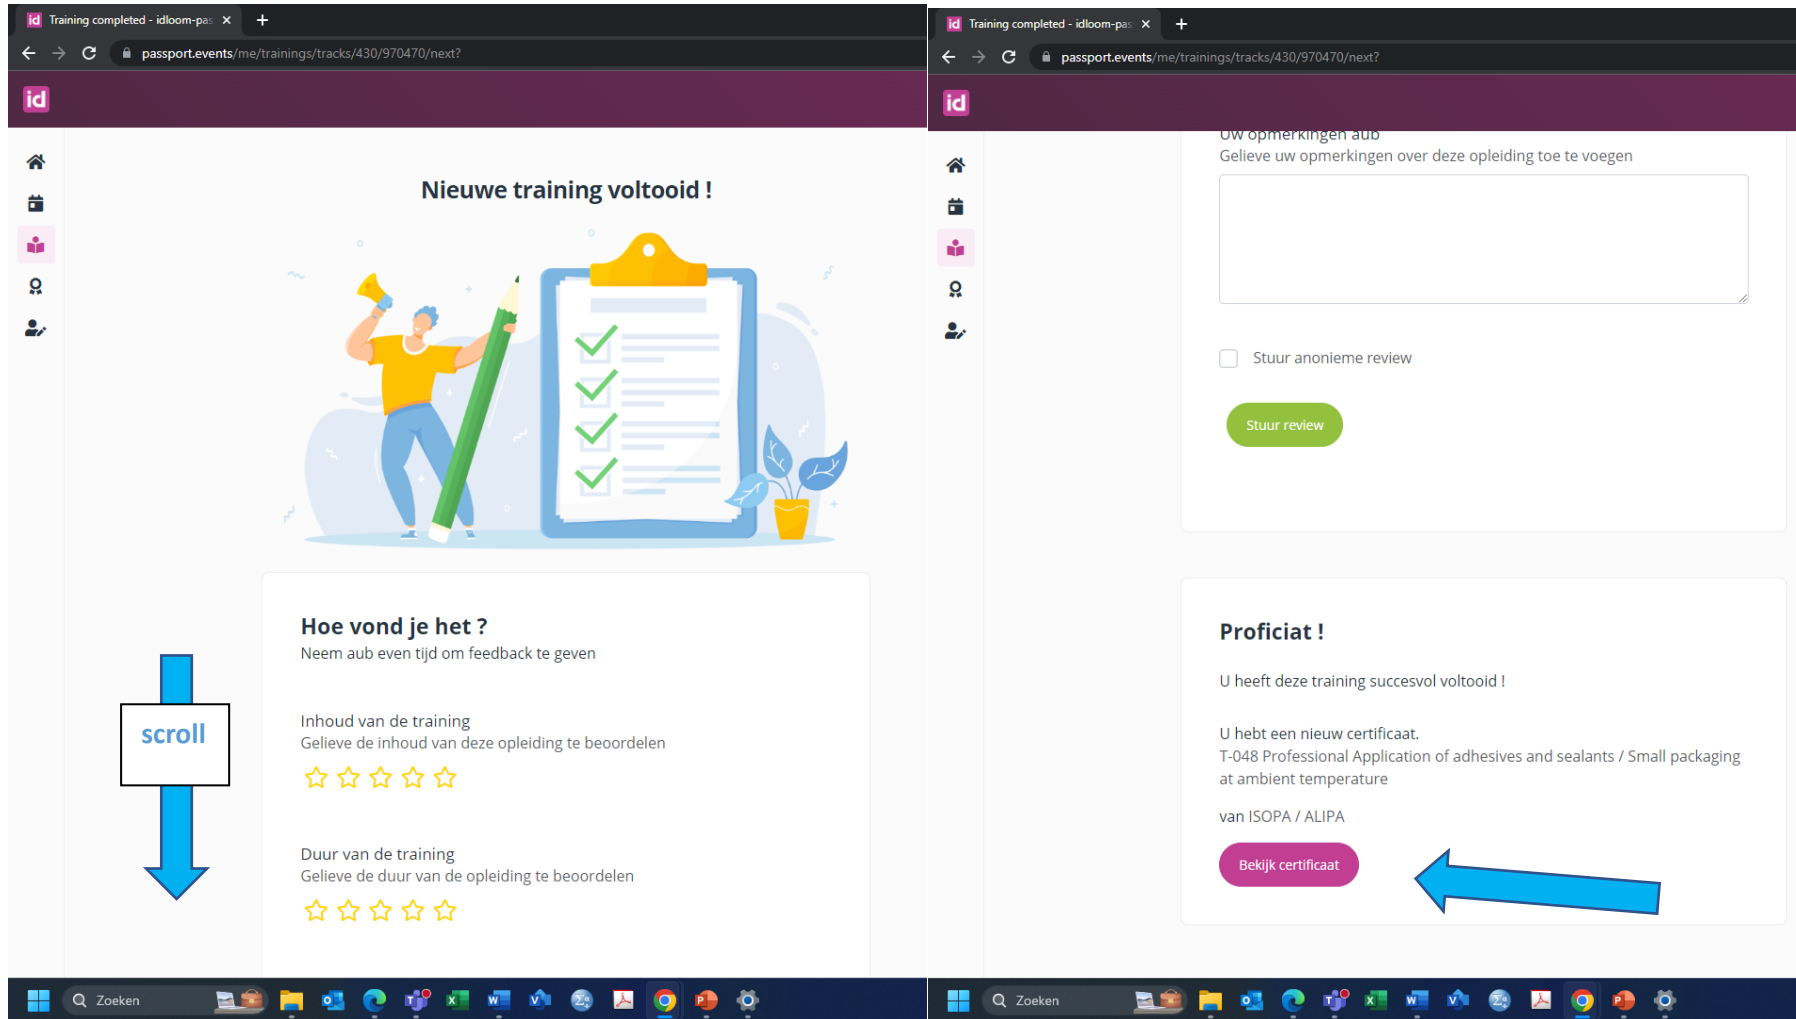 Training completed - idloom-pas
passport.events/me/trainings/tracks/430/970470/next?
id
Nieuwe training voltooid !
Hoe vond je het ?
Neem aub even tijd om feedback te geven
Inhoud van de training
Gelieve de inhoud van deze opleiding te beoordelen
scroll
Duur van de training
Gelieve de duur van de opleiding te beoordelen
Zoeken
Training completed - idloom-pas
passport.events/me/trainings/tracks/430/970470/next?
id
Uw opmerkingen aub
Gelieve uw opmerkingen over deze opleiding toe te voegen
Stuur anonieme review
Stuur review
Proficiat !
U heeft deze training succesvol voltooid !
U hebt een nieuw certificaat.
T-048 Professional Application of adhesives and sealants / Small packaging
at ambient temperature
van ISOPA / ALIPA
Bekijk certificaat
Zoeken